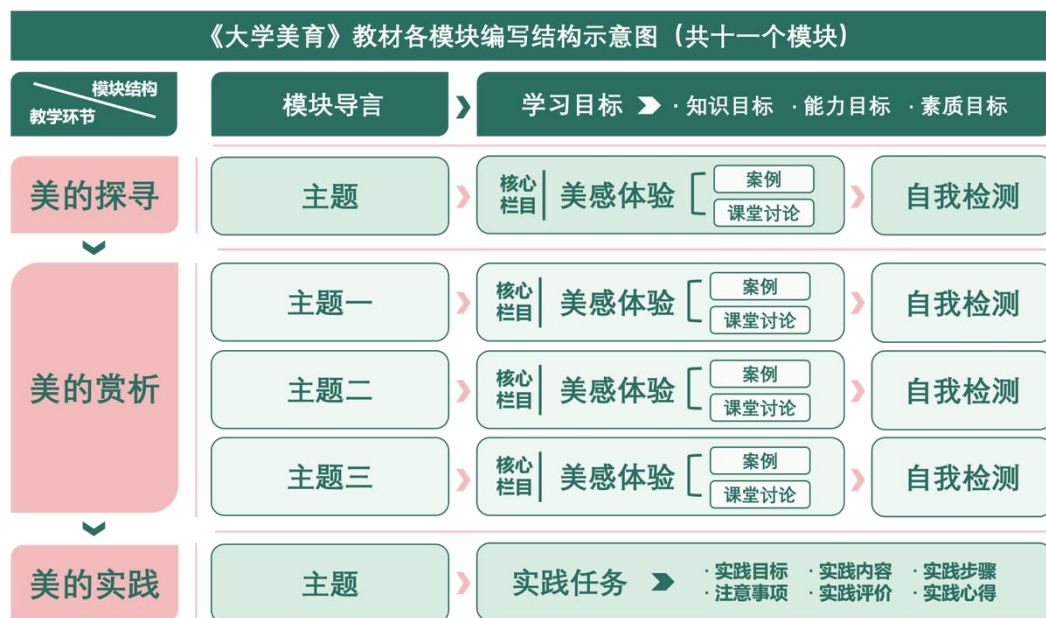 《大学美育》教材各模块编写结构示意图（共十一个模块）
模块结构
教学环节
模块导言
学习目标
·知识目标 ·能力目标 ·素质目标
美的探寻
主题
核心
栏目
美感体验
案例
课堂讨论
自我检测
美的赏析
主题一
核心
栏目
美感体验
案例
课堂讨论
自我检测
主题二
核心
栏目
美感体验
案例
课堂讨论
自我检测
主题三
核心
栏目
美感体验
案例
课堂讨论
自我检测
美的实践
主题
实践任务
·实践目标 ·实践内容 ·实践步骤
·注意事项 ·实践评价 ·实践心得